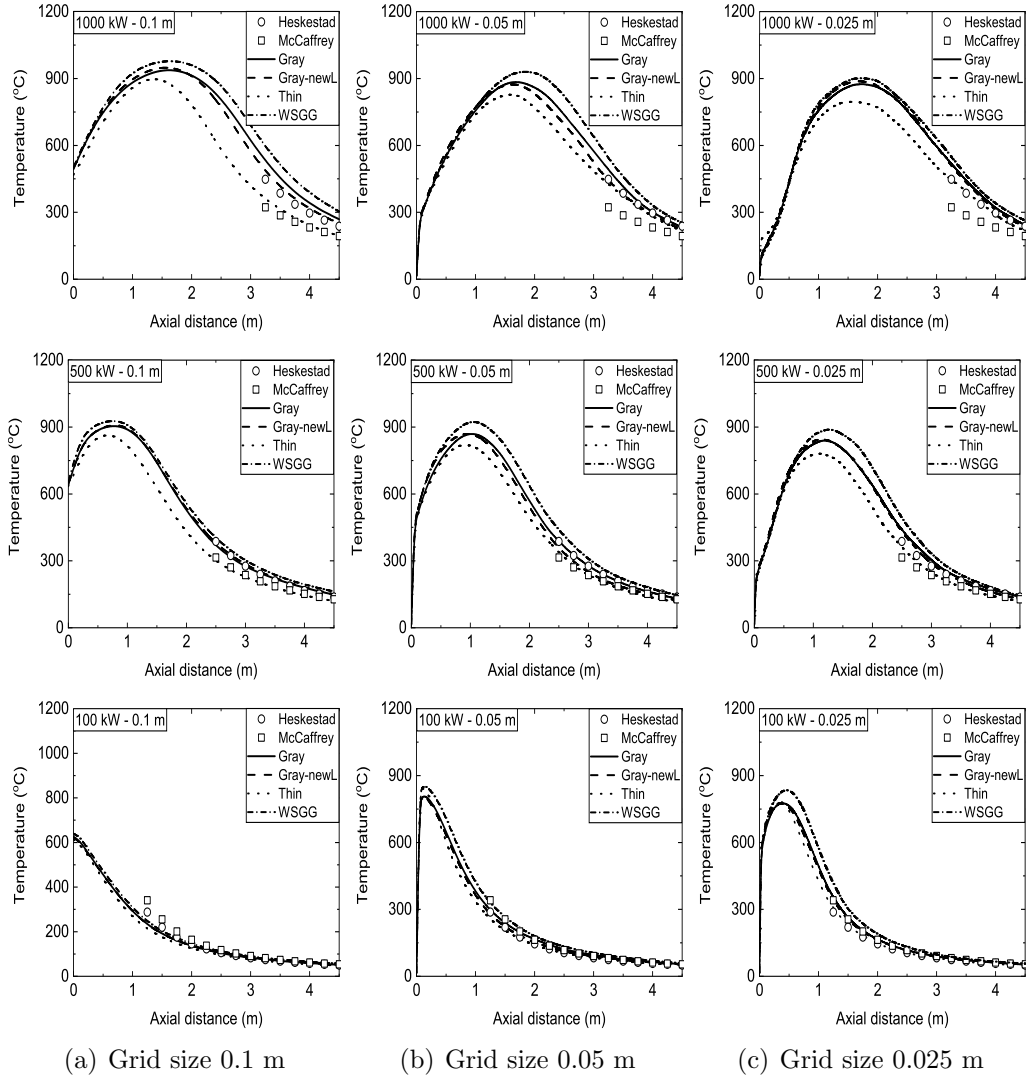 1000 kW - 0.1 m
Heskestad
McCaffrey
Gray
Gray-newL
Thin
WSGG
Temperature (°C)
1200
900
600
300
0
0 1 2 3 4
Axial distance (m)
1000 kW - 0.05 m
Heskestad
McCaffrey
Gray
Gray-newL
Thin
WSGG
Temperature (°C)
1200
900
600
300
0
0 1 2 3 4
Axial distance (m)
1000 kW - 0.025 m
Heskestad
McCaffrey
Gray
Gray-newL
Thin
WSGG
Temperature (°C)
1200
900
600
300
0
0 1 2 3 4
Axial distance (m)
500 kW - 0.1 m
Heskestad
McCaffrey
Gray
Gray-newL
Thin
WSGG
Temperature (°C)
1200
900
600
300
0
0 1 2 3 4
Axial distance (m)
500 kW - 0.05 m
Heskestad
McCaffrey
Gray
Gray-newL
Thin
WSGG
Temperature (°C)
1200
900
600
300
0
0 1 2 3 4
Axial distance (m)
500 kW - 0.025 m
Heskestad
McCaffrey
Gray
Gray-newL
Thin
WSGG
Temperature (°C)
1200
900
600
300
0
0 1 2 3 4
Axial distance (m)
100 kW - 0.1 m
Heskestad
McCaffrey
Gray
Gray-newL
Thin
WSGG
Temperature (°C)
1200
1000
800
600
400
200
0
0 1 2 3 4
Axial distance (m)
100 kW - 0.05 m
Heskestad
McCaffrey
Gray
Gray-newL
Thin
WSGG
Temperature (°C)
1200
900
600
300
0
0 1 2 3 4
Axial distance (m)
100 kW - 0.025 m
Heskestad
McCaffrey
Gray
Gray-newL
Thin
WSGG
Temperature (°C)
1200
900
600
300
0
0 1 2 3 4
Axial distance (m)
(a) Grid size 0.1 m
(b) Grid size 0.05 m
(c) Grid size 0.025 m